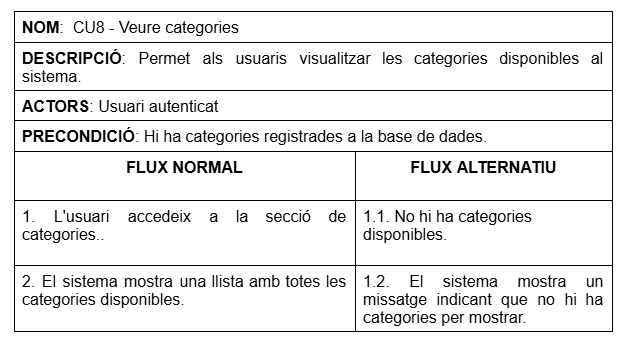 NOM: CU8 - Veure categories
DESCRIPCIÓ: Permet als usuaris visualitzar les categories disponibles al
sistema.
ACTORS: Usuari autenticat
PRECONDICIÓ: Hi ha categories registrades a la base de dades.
FLUX NORMAL
FLUX ALTERNATIU
1. L'usuari accedeix a la secció de
categories..
1.1. No hi ha categories
disponibles.
2. El sistema mostra una llista amb totes les
categories disponibles.
1.2. El sistema mostra un
missatge indicant que no hi ha
categories per mostrar.